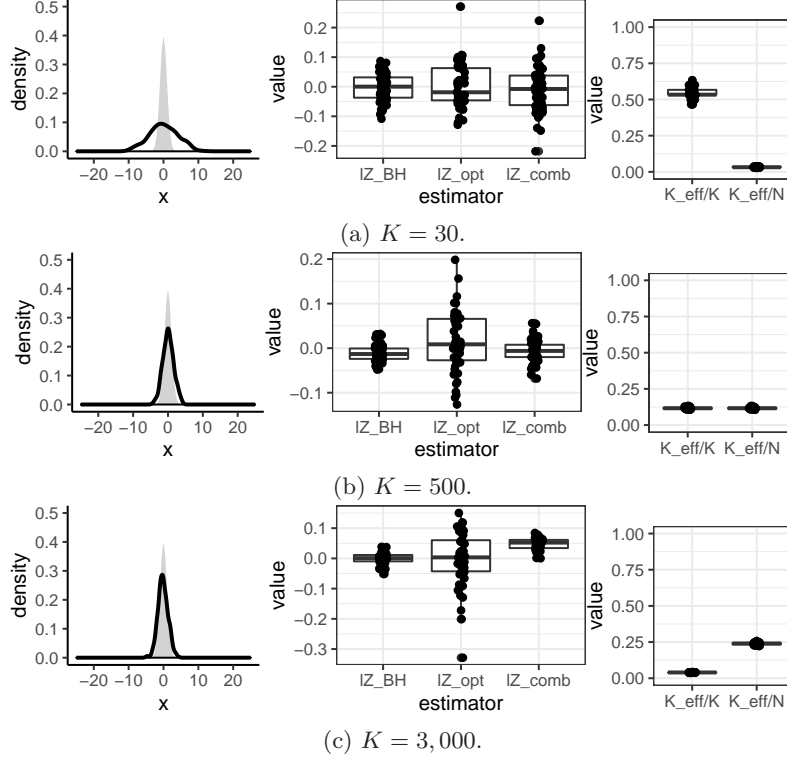 0.5
0.4
0.3
0.2
0.1
0.0
density
−20 −10 0 10 20
x
0.2
0.1
0.0
−0.1
−0.2
value
IZ_BH IZ_opt IZ_comb
estimator
1.00
0.75
0.50
0.25
0.00
value
K_eff/K K_eff/N
(a) K = 30.
0.5
0.4
0.3
0.2
0.1
0.0
density
−20 −10 0 10 20
x
0.2
0.1
0.0
−0.1
value
IZ_BH IZ_opt IZ_comb
estimator
1.00
0.75
0.50
0.25
0.00
value
K_eff/K K_eff/N
(b) K = 500.
0.5
0.4
0.3
0.2
0.1
0.0
density
−20 −10 0 10 20
x
0.1
0.0
−0.1
−0.2
−0.3
value
IZ_BH IZ_opt IZ_comb
estimator
1.00
0.75
0.50
0.25
0.00
value
K_eff/K K_eff/N
(c) K = 3,000.